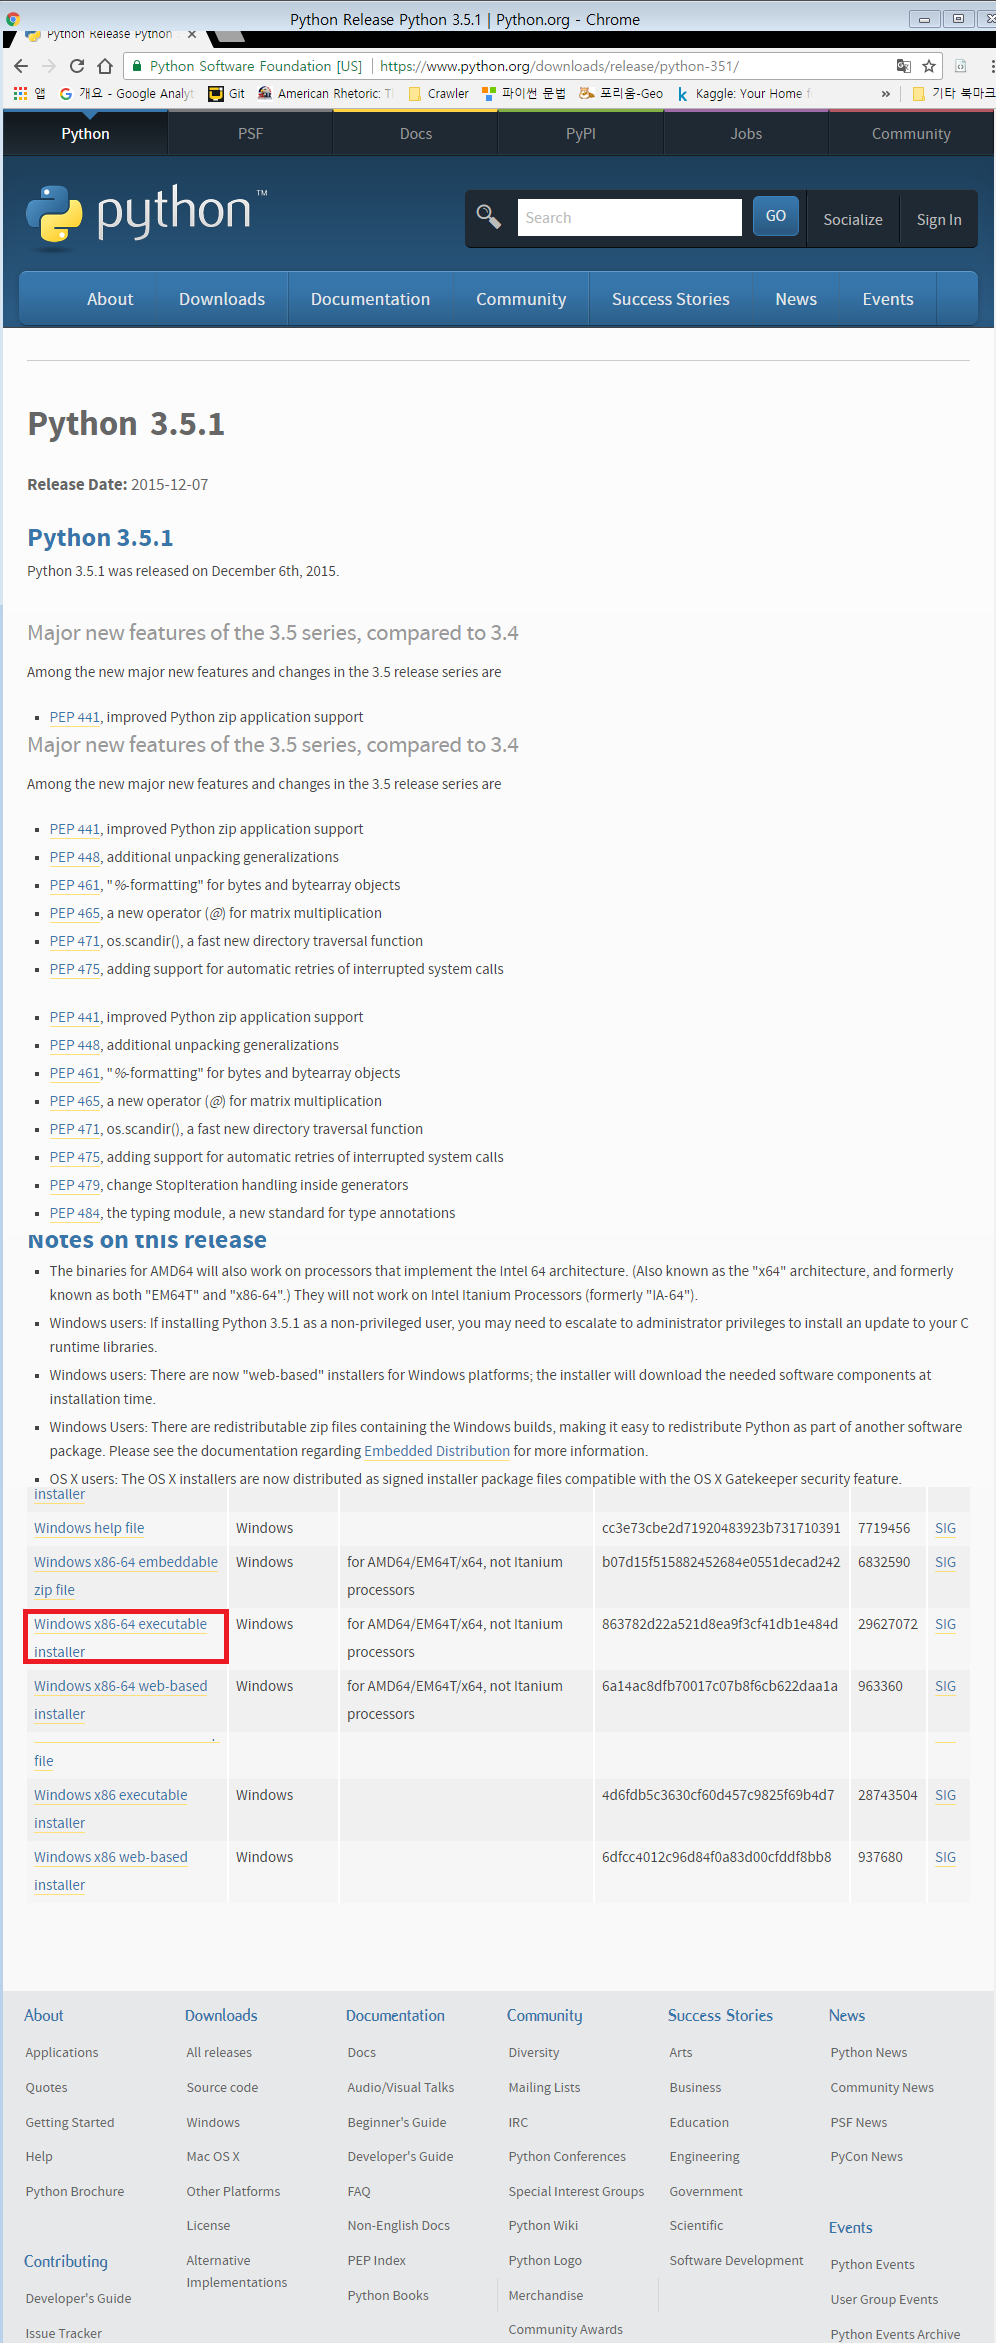 Python Release Python 3.5.1 | Python.org - Chrome
Python Release Python
Python Software Foundation [US] | https://www.python.org/downloads/release/python-351/
앱 개요 - Google Analyt Git American Rhetoric: T Crawler 파이썬 문법 포리움-Geo Kaggle: Your Home f » 기타 북마크
Python PSF Docs PyPI Jobs Community
python™
Search GO Socialize Sign In
About Downloads Documentation Community Success Stories News Events
Python 3.5.1
Release Date: 2015-12-07
Python 3.5.1
Python 3.5.1 was released on December 6th, 2015.
Major new features of the 3.5 series, compared to 3.4
Among the new major new features and changes in the 3.5 release series are
PEP 441, improved Python zip application support
Major new features of the 3.5 series, compared to 3.4
Among the new major new features and changes in the 3.5 release series are
PEP 441, improved Python zip application support
PEP 448, additional unpacking generalizations
PEP 461, "%-formatting" for bytes and bytearray objects
PEP 465, a new operator (@) for matrix multiplication
PEP 471, os.scandir(), a fast new directory traversal function
PEP 475, adding support for automatic retries of interrupted system calls
PEP 441, improved Python zip application support
PEP 448, additional unpacking generalizations
PEP 461, "%-formatting" for bytes and bytearray objects
PEP 465, a new operator (@) for matrix multiplication
PEP 471, os.scandir(), a fast new directory traversal function
PEP 475, adding support for automatic retries of interrupted system calls
PEP 479, change StopIteration handling inside generators
PEP 484, the typing module, a new standard for type annotations
Notes on this release
The binaries for AMD64 will also work on processors that implement the Intel 64 architecture. (Also known as the "x64" architecture, and formerly
known as both "EM64T" and "x86-64".) They will not work on Intel Itanium Processors (formerly "IA-64").
Windows users: If installing Python 3.5.1 as a non-privileged user, you may need to escalate to administrator privileges to install an update to your C
runtime libraries.
Windows users: There are now "web-based" installers for Windows platforms; the installer will download the needed software components at
installation time.
Windows Users: There are redistributable zip files containing the Windows builds, making it easy to redistribute Python as part of another software
package. Please see the documentation regarding Embedded Distribution for more information.
OS X users: The OS X installers are now distributed as signed installer package files compatible with the OS X Gatekeeper security feature.
installer
Windows help file Windows cc3e73cbe2d71920483923b731710391 7719456 SIG
Windows x86-64 embeddable Windows for AMD64/EM64T/x64, not Itanium b07d15f515882452684e0551decad242 6832590 SIG
zip file processors
Windows x86-64 executable Windows for AMD64/EM64T/x64, not Itanium 863782d22a521d8ea9f3cf41db1e484d 29627072 SIG
installer processors
Windows x86-64 web-based Windows for AMD64/EM64T/x64, not Itanium 6a14ac8dfb70017c07b8f6cb622daa1a 963360 SIG
installer processors
file
Windows x86 executable Windows 4d6fdb5c3630cf60d457c9825f69b4d7 28743504 SIG
installer
Windows x86 web-based Windows 6dfcc4012c96d84f0a83d00cfddf8bb8 937680 SIG
installer
About
Applications
Quotes
Getting Started
Help
Python Brochure
Contributing
Developer's Guide
Issue Tracker
Downloads
All releases
Source code
Windows
Mac OS X
Other Platforms
License
Alternative
Implementations
Documentation
Docs
Audio/Visual Talks
Beginner's Guide
Developer's Guide
FAQ
Non-English Docs
PEP Index
Python Books
Community
Diversity
Mailing Lists
IRC
Python Conferences
Special Interest Groups
Python Wiki
Python Logo
Merchandise
Community Awards
Success Stories
Arts
Business
Education
Engineering
Government
Scientific
Software Development
News
Python News
Community News
PSF News
PyCon News
Events
Python Events
User Group Events
Python Events Archive